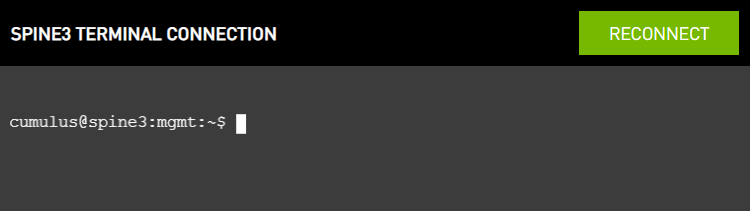 SPINE3 TERMINAL CONNECTION
RECONNECT
cumulus@spine3:mgmt:~$